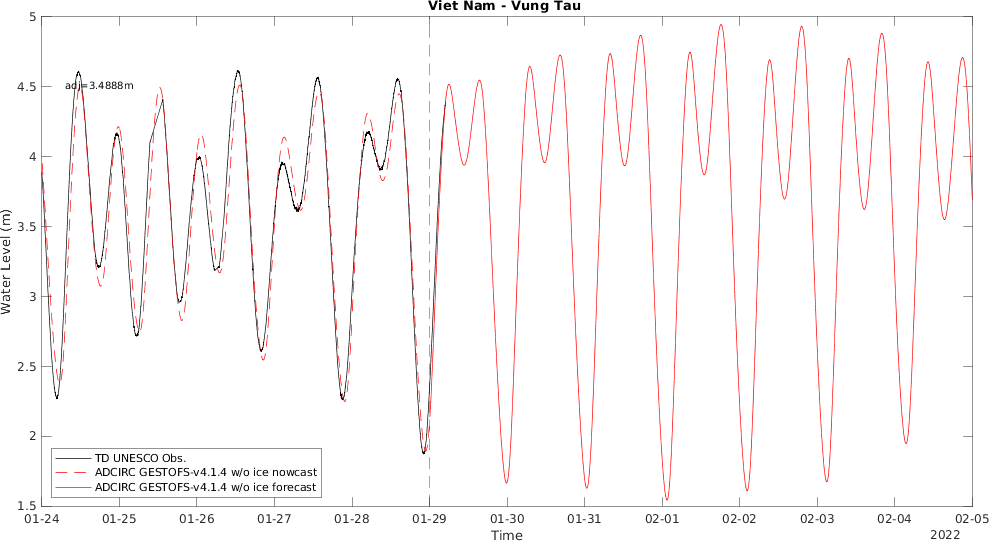 Viet Nam - Vung Tau
5
4.5
4
3.5
3
2.5
2
1.5
Water Level (m)
adj=3.4888m
TD UNESCO Obs.
ADCIRC GESTOFS-v4.1.4 w/o ice nowcast
ADCIRC GESTOFS-v4.1.4 w/o ice forecast
01-24 01-25 01-26 01-27 01-28 01-29 01-30 01-31 02-01 02-02 02-03 02-04 02-05
Time
2022